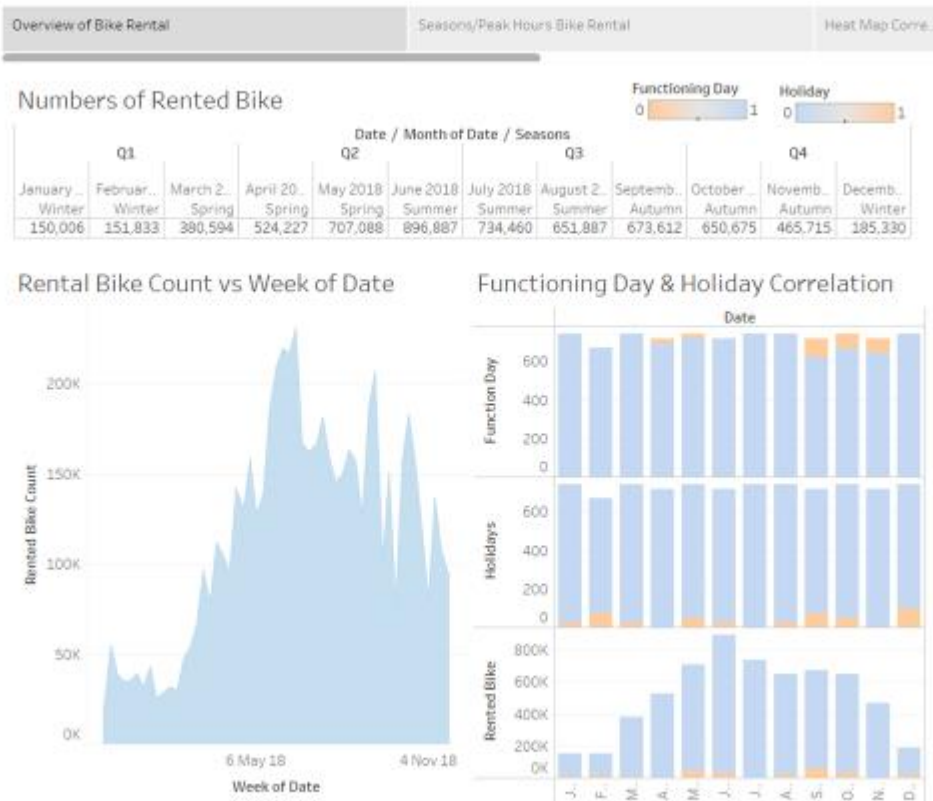 Overview of Bike Rental
Seasons/Peak Hours Bike Rental
Heat Map Corre..
Numbers of Rented Bike
Functioning Day
0 1
Holiday
0 1
Date / Month of Date / Seasons
Q1 Q2 Q3 Q4
January .. Februar.. March 2.. April 20.. May 2018 June 2018 July 2018 August 2.. Septemb.. October .. Novemb.. Decemb..
Winter Winter Spring Spring Spring Summer Summer Summer Autumn Autumn Autumn Winter
150,006 151,833 380,594 524,227 707,088 896,887 734,460 651,887 673,612 650,675 465,715 185,330
Rental Bike Count vs Week of Date
200K
150K
100K
50K
0K
Rented Bike Count
6 May 18 4 Nov 18
Week of Date
Functioning Day & Holiday Correlation
Date
Function Day
600
400
200
0
Holidays
600
400
200
0
Rented Bike
800K
600K
400K
200K
0K
J.. F.. M.. A.. M.. J.. J.. A.. S.. O.. N.. D..